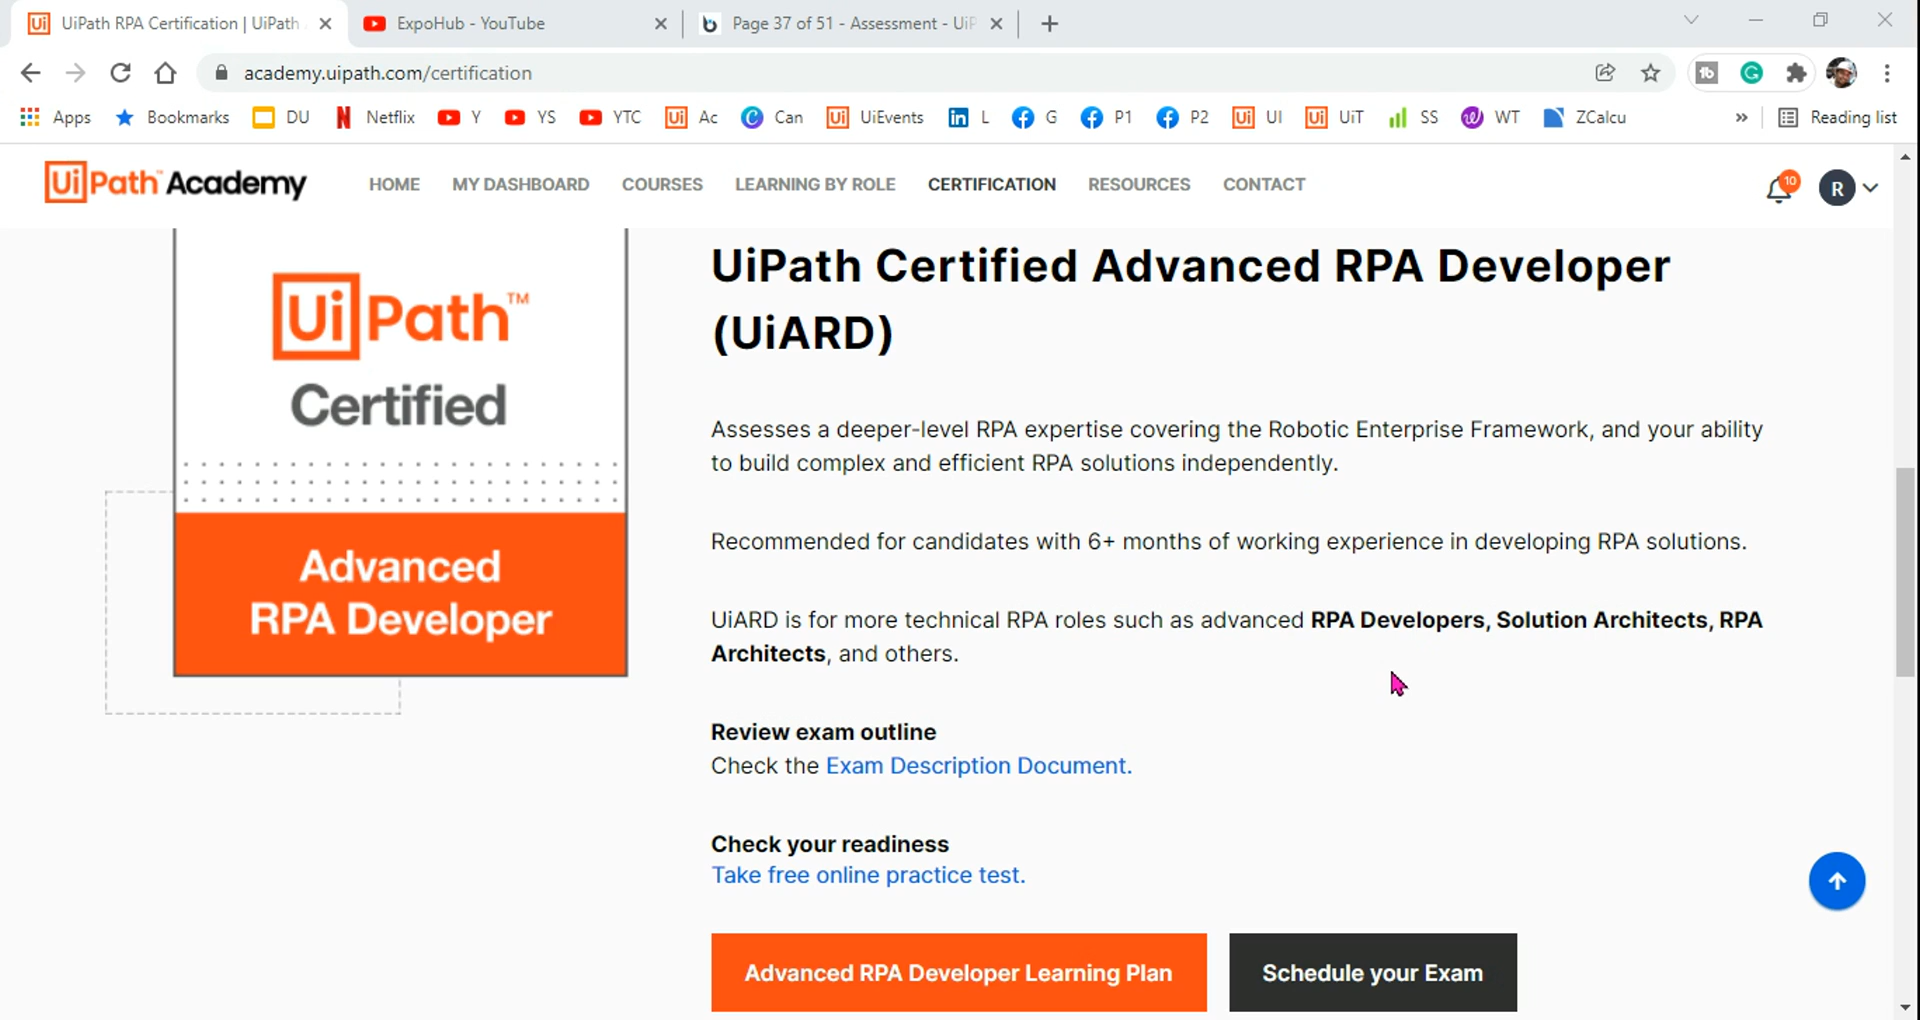 UiPath RPA Certification | UiPath
ExpoHub - YouTube
Page 37 of 51 - Assessment - UiP
academy.uipath.com/certification
Apps
Bookmarks
DU
Netflix
Y
YS
YTC
Ac
Can
UiEvents
L
G
P1
P2
UI
UiT
SS
WT
ZCalcu
»
Reading list
UiPath™ Academy
HOME
MY DASHBOARD
COURSES
LEARNING BY ROLE
CERTIFICATION
RESOURCES
CONTACT
10
R
UiPath™
Certified
Advanced
RPA Developer
UiPath Certified Advanced RPA Developer
(UiARD)
Assesses a deeper-level RPA expertise covering the Robotic Enterprise Framework, and your ability
to build complex and efficient RPA solutions independently.
Recommended for candidates with 6+ months of working experience in developing RPA solutions.
UiARD is for more technical RPA roles such as advanced RPA Developers, Solution Architects, RPA
Architects, and others.
Review exam outline
Check the Exam Description Document.
Check your readiness
Take free online practice test.
Advanced RPA Developer Learning Plan
Schedule your Exam